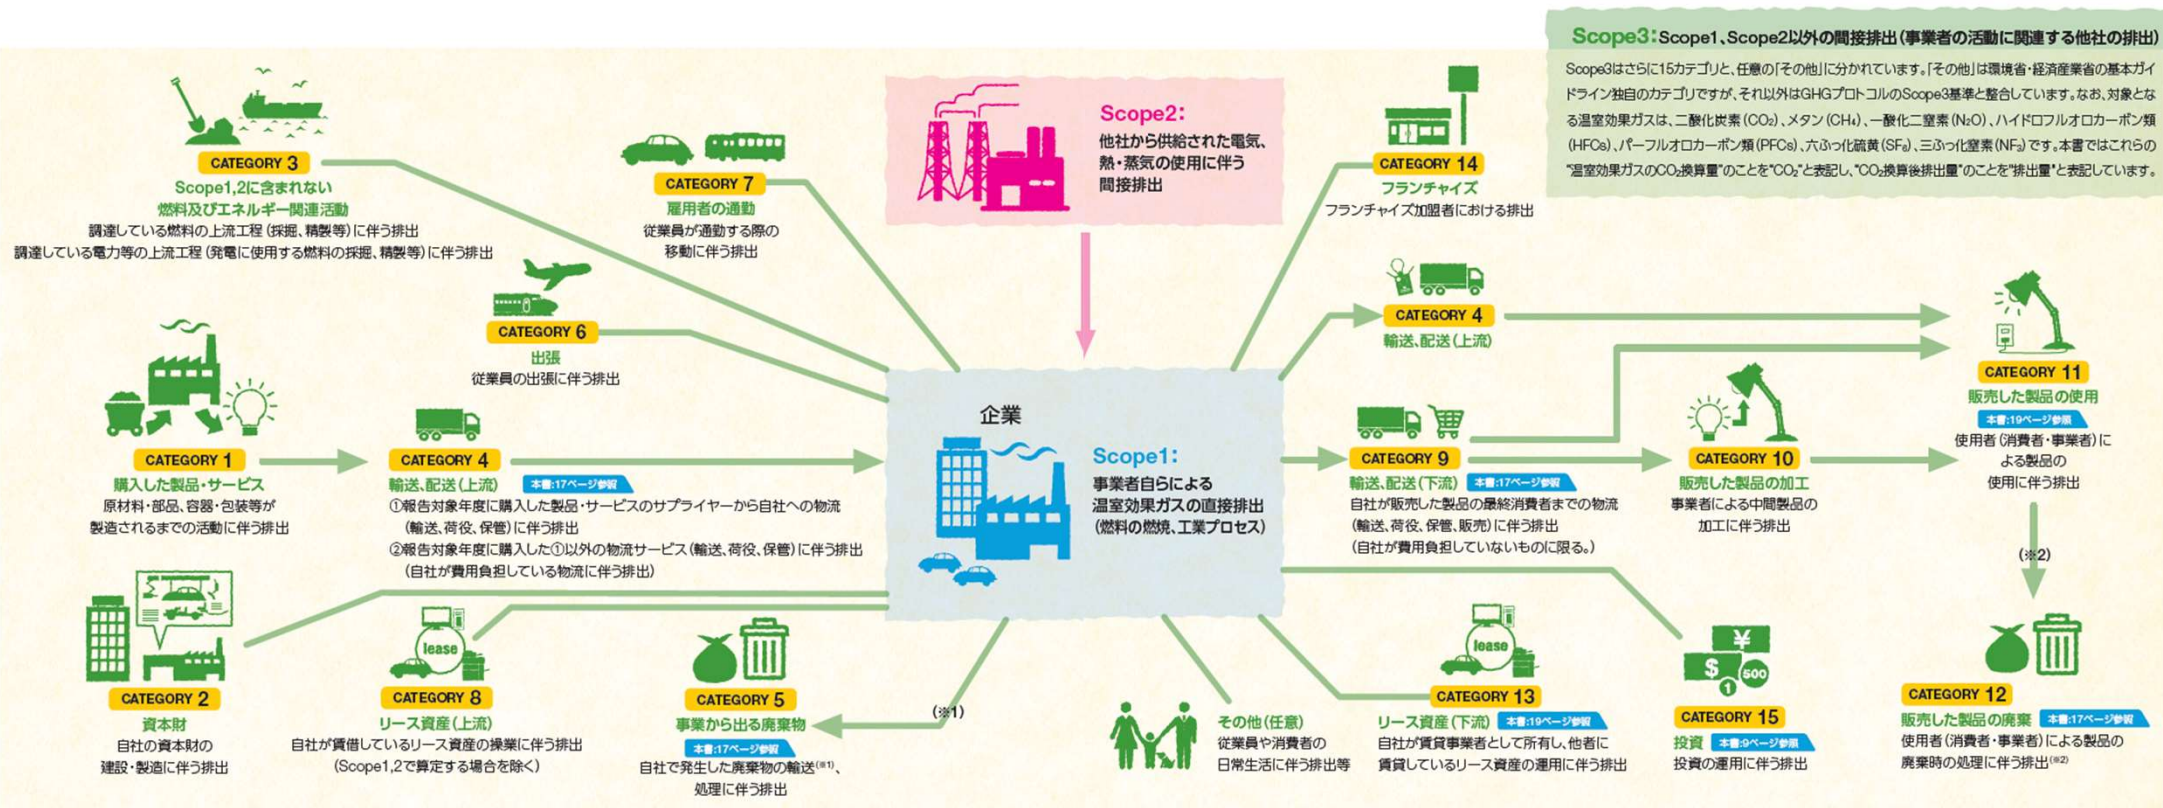 Scope3：Scope1、Scope2以外の間接排出（事業者の活動に関連する他社の排出）
Scope3はさらに15カテゴリと、任意の「その他」に分かれています。「その他」は環境省・経済産業省の基本ガイ
ドライン独自のカテゴリですが、それ以外はGHGプロトコルのScope3基準と整合しています。なお、対象とな
る温室効果ガスは、二酸化炭素（CO₂）、メタン（CH₄）、一酸化二窒素（N₂O）、ハイドロフルオロカーボン類
（HFCs）、パーフルオロカーボン類（PFCs）、六ふっ化硫黄（SF₆）、三ふっ化窒素（NF₃）です。本書ではこれらの
"温室効果ガスのCO₂換算量"のことを"CO₂"と表記し、"CO₂換算後排出量"のことを"排出量"と表記しています。
CATEGORY 3
Scope1,2に含まれない
燃料及びエネルギー関連活動
調達している燃料の上流工程（採掘、精製等）に伴う排出
調達している電力等の上流工程（発電に使用する燃料の採掘、精製等）に伴う排出
CATEGORY 7
雇用者の通勤
従業員が通勤する際の
移動に伴う排出
Scope2：
他社から供給された電気、
熱・蒸気の使用に伴う
間接排出
CATEGORY 14
フランチャイズ
フランチャイズ加盟者における排出
CATEGORY 6
出張
従業員の出張に伴う排出
CATEGORY 4
輸送、配送（上流）
CATEGORY 11
販売した製品の使用
本書:19ページ参照
使用者（消費者・事業者）に
よる製品の
使用に伴う排出
CATEGORY 1
購入した製品・サービス
原材料・部品、容器・包装等が
製造されるまでの活動に伴う排出
CATEGORY 4
輸送、配送（上流） 本書:17ページ参照
①報告対象年度に購入した製品・サービスのサプライヤーから自社への物流
（輸送、荷役、保管）に伴う排出
②報告対象年度に購入した①以外の物流サービス（輸送、荷役、保管）に伴う排出
（自社が費用負担している物流に伴う排出）
企業
Scope1：
事業者自らによる
温室効果ガスの直接排出
（燃料の燃焼、工業プロセス）
CATEGORY 9
輸送、配送（下流） 本書:17ページ参照
自社が販売した製品の最終消費者までの物流
（輸送、荷役、保管、販売）に伴う排出
（自社が費用負担していないものに限る。）
CATEGORY 10
販売した製品の加工
事業者による中間製品の
加工に伴う排出
（※2）
CATEGORY 2
資本財
自社の資本財の
建設・製造に伴う排出
lease
CATEGORY 8
リース資産（上流）
自社が賃借しているリース資産の操業に伴う排出
（Scope1,2で算定する場合を除く）
CATEGORY 5
事業から出る廃棄物
本書:17ページ参照
自社で発生した廃棄物の輸送（※1）、
処理に伴う排出
（※1）
その他（任意）
従業員や消費者の
日常生活に伴う排出等
lease
CATEGORY 13
リース資産（下流） 本書:19ページ参照
自社が賃貸事業者として所有し、他者に
賃貸しているリース資産の運用に伴う排出
¥
$
500
1
CATEGORY 15
投資 本書:9ページ参照
投資の運用に伴う排出
CATEGORY 12
販売した製品の廃棄 本書:17ページ参照
使用者（消費者・事業者）による製品の
廃棄時の処理に伴う排出（※2）